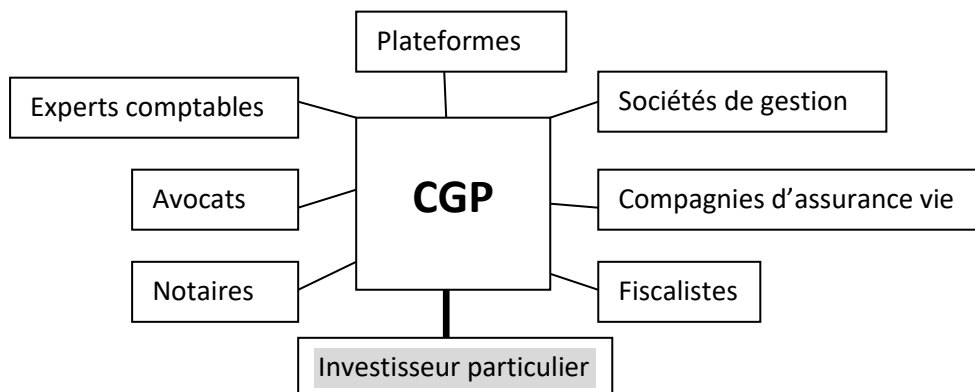 Plateformes
Experts comptables
Sociétés de gestion
CGP
Avocats
Compagnies d’assurance vie
Notaires
Fiscalistes
Investisseur particulier